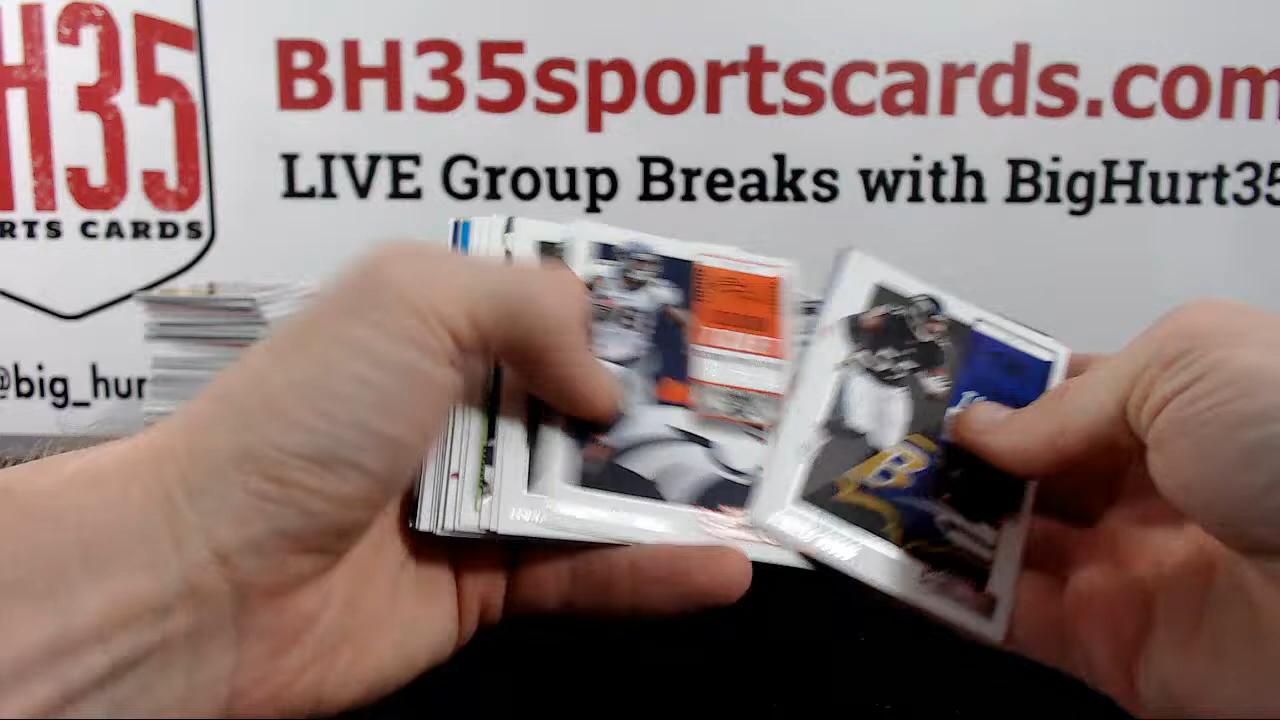 H35
RTS CARDS
BH35sportscards.com
LIVE Group Breaks with BigHurt35
@big_hur
B